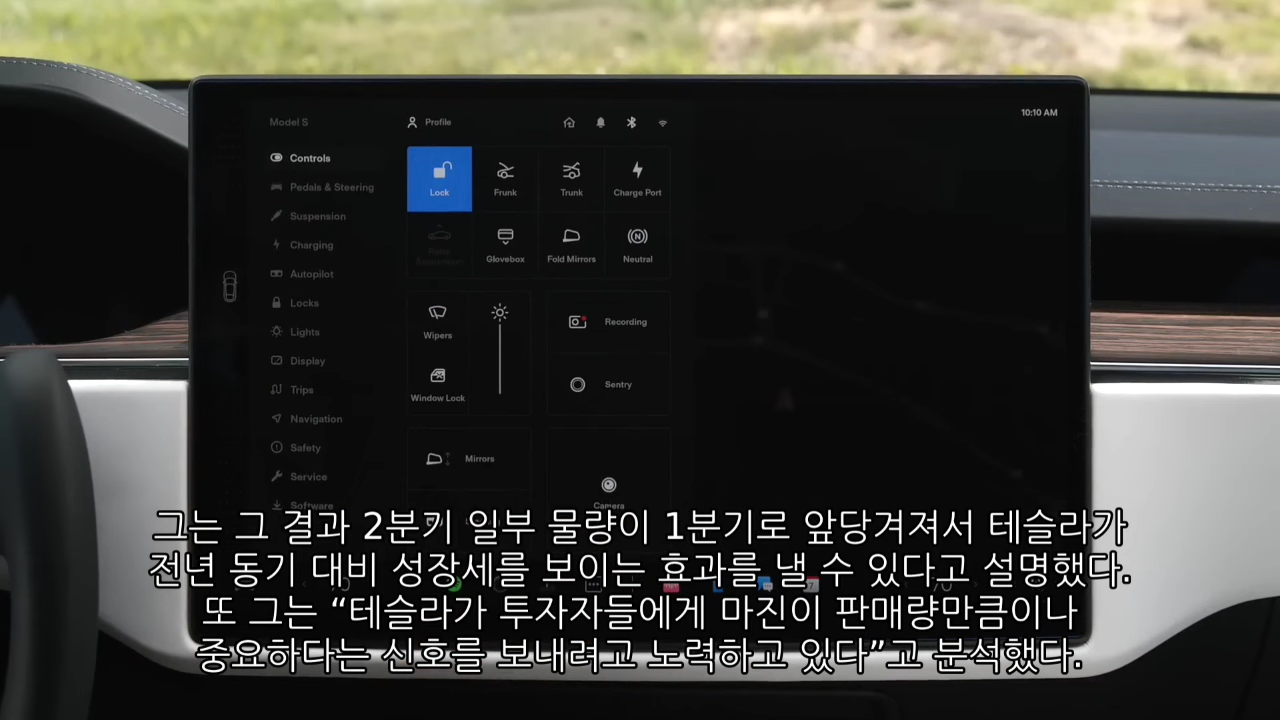 10:10 AM
Model S
Profile
Controls
Lock
Frunk
Trunk
Charge Port
Pedals & Steering
Suspension
Charging
Glovebox
Fold Mirrors
Neutral
Autopilot
Locks
Lights
Wipers
Recording
Display
Trips
Window Lock
Sentry
Navigation
Safety
Mirrors
Service
Software
Camera
그는 그 결과 2분기 일부 물량이 1분기로 앞당겨져서 테슬라가
전년 동기 대비 성장세를 보이는 효과를 낼 수 있다고 설명했다.
또 그는 “테슬라가 투자자들에게 마진이 판매량만큼이나
중요하다는 신호를 보내려고 노력하고 있다”고 분석했다.